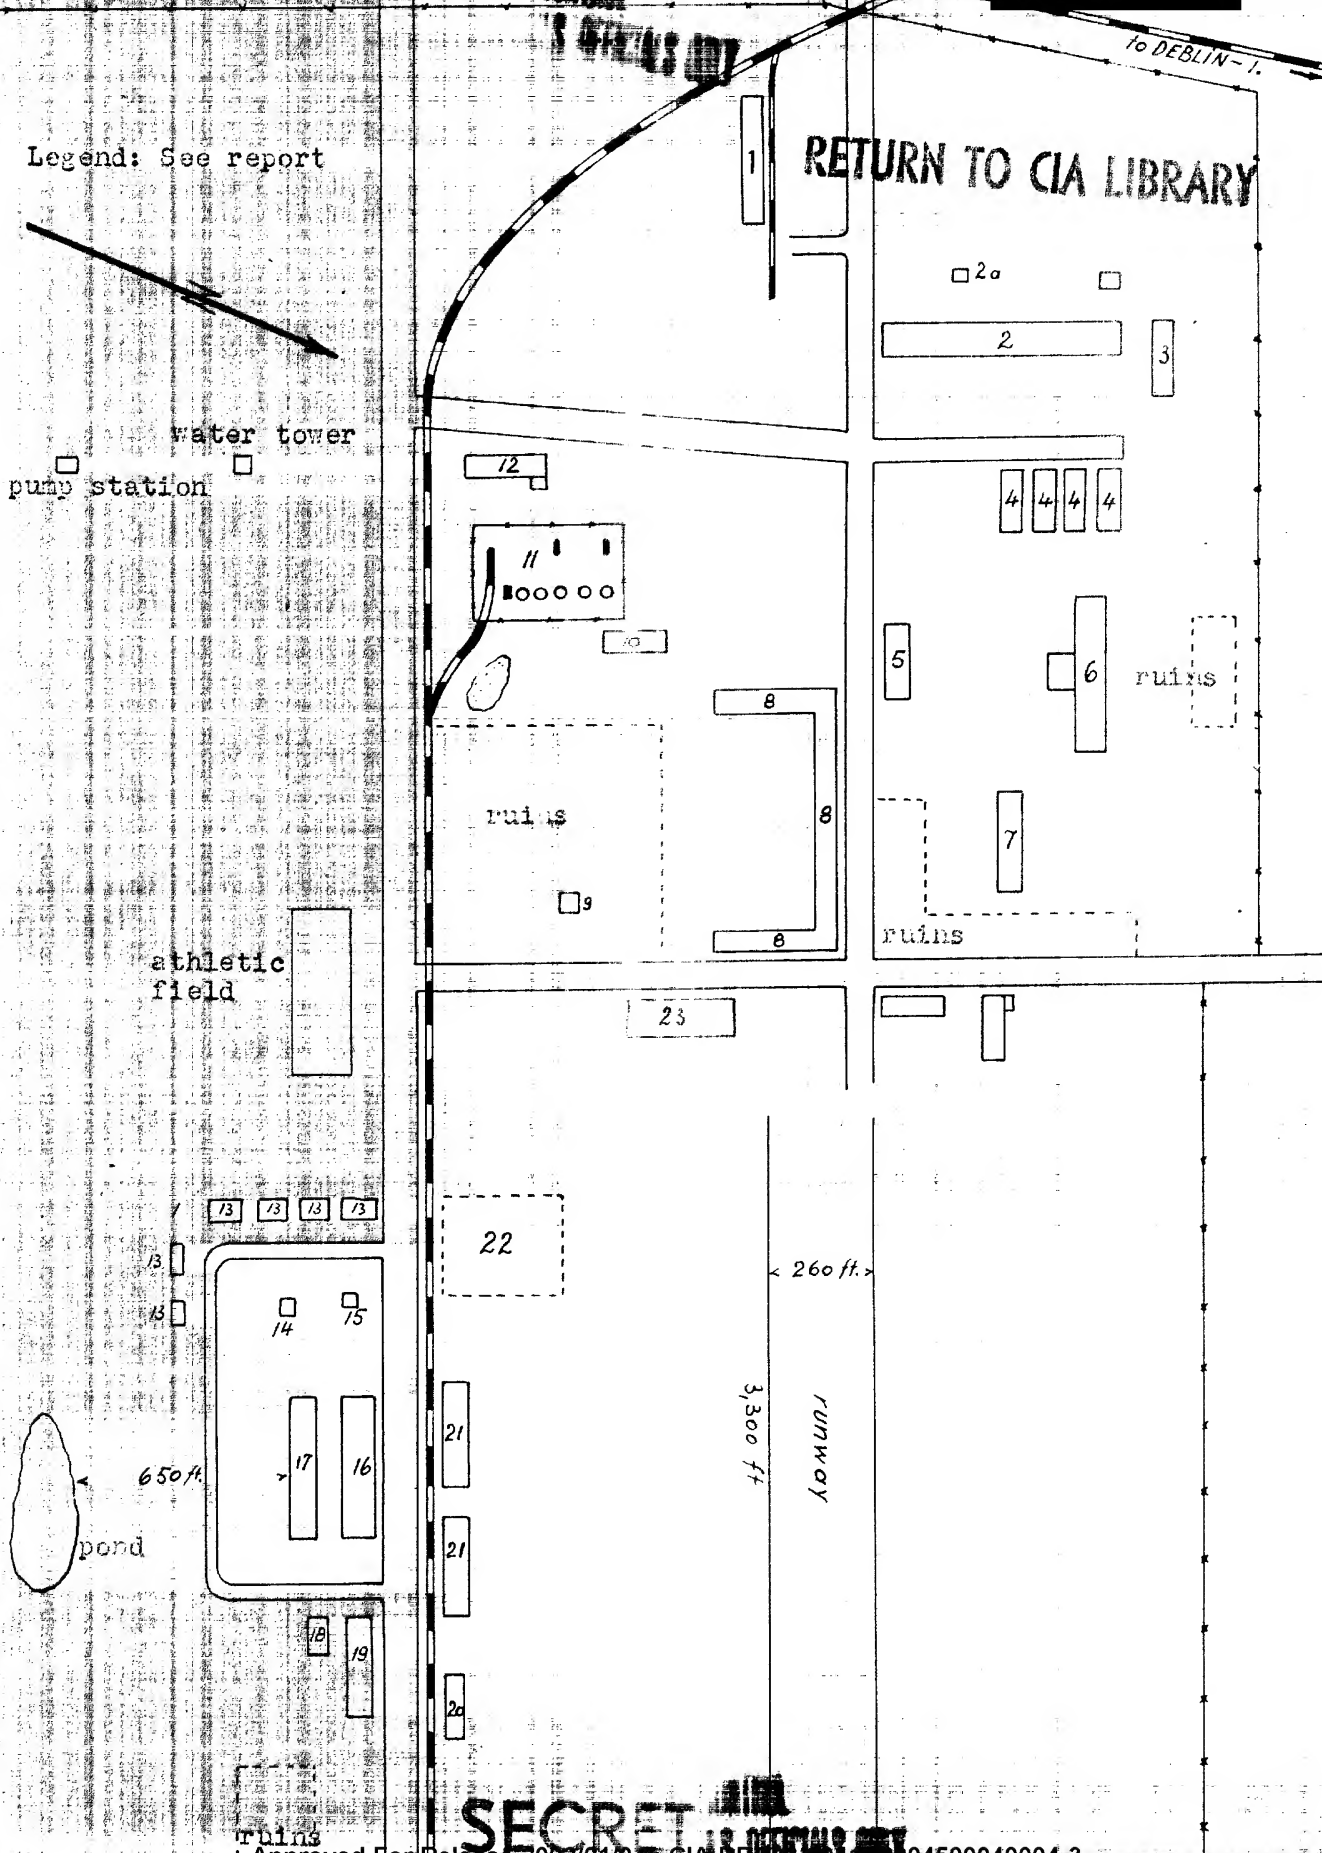 to DEBLIN-1.
Legend: See report
RETURN TO CIA LIBRARY
1
2a
2
3
water tower
pump station
12
4 4 4 4
11
5
6
ruins
8
ruins
8
7
9
8
ruins
athletic
field
23
13 13 13 13
22
13
260 ft.
13
14
15
3,300 ft
runway
21
650 ft.
17
16
pond
21
18
19
20
ruins
SECRET
Approved For Release